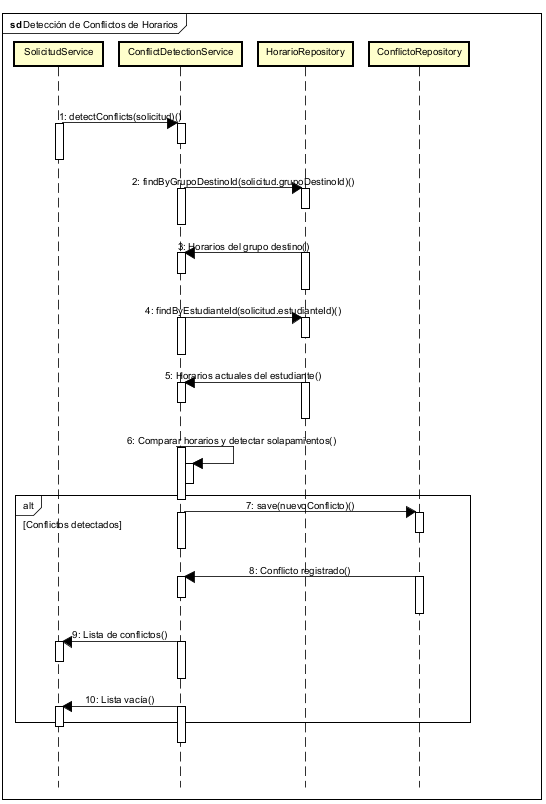 sd Detección de Conflictos de Horarios
SolicitudService
ConflictDetectionService
HorarioRepository
ConflictoRepository
1: detectConflicts(solicitud)()
2: findByGrupoDestinoId(solicitud.grupoDestinoId)()
3: Horarios del grupo destino()
4: findByEstudianteId(solicitud.estudianteId)()
5: Horarios actuales del estudiante()
6: Comparar horarios y detectar solapamientos()
alt
7: save(nuevoConflicto)()
[Conflictos detectados]
8: Conflicto registrado()
9: Lista de conflictos()
10: Lista vacía()